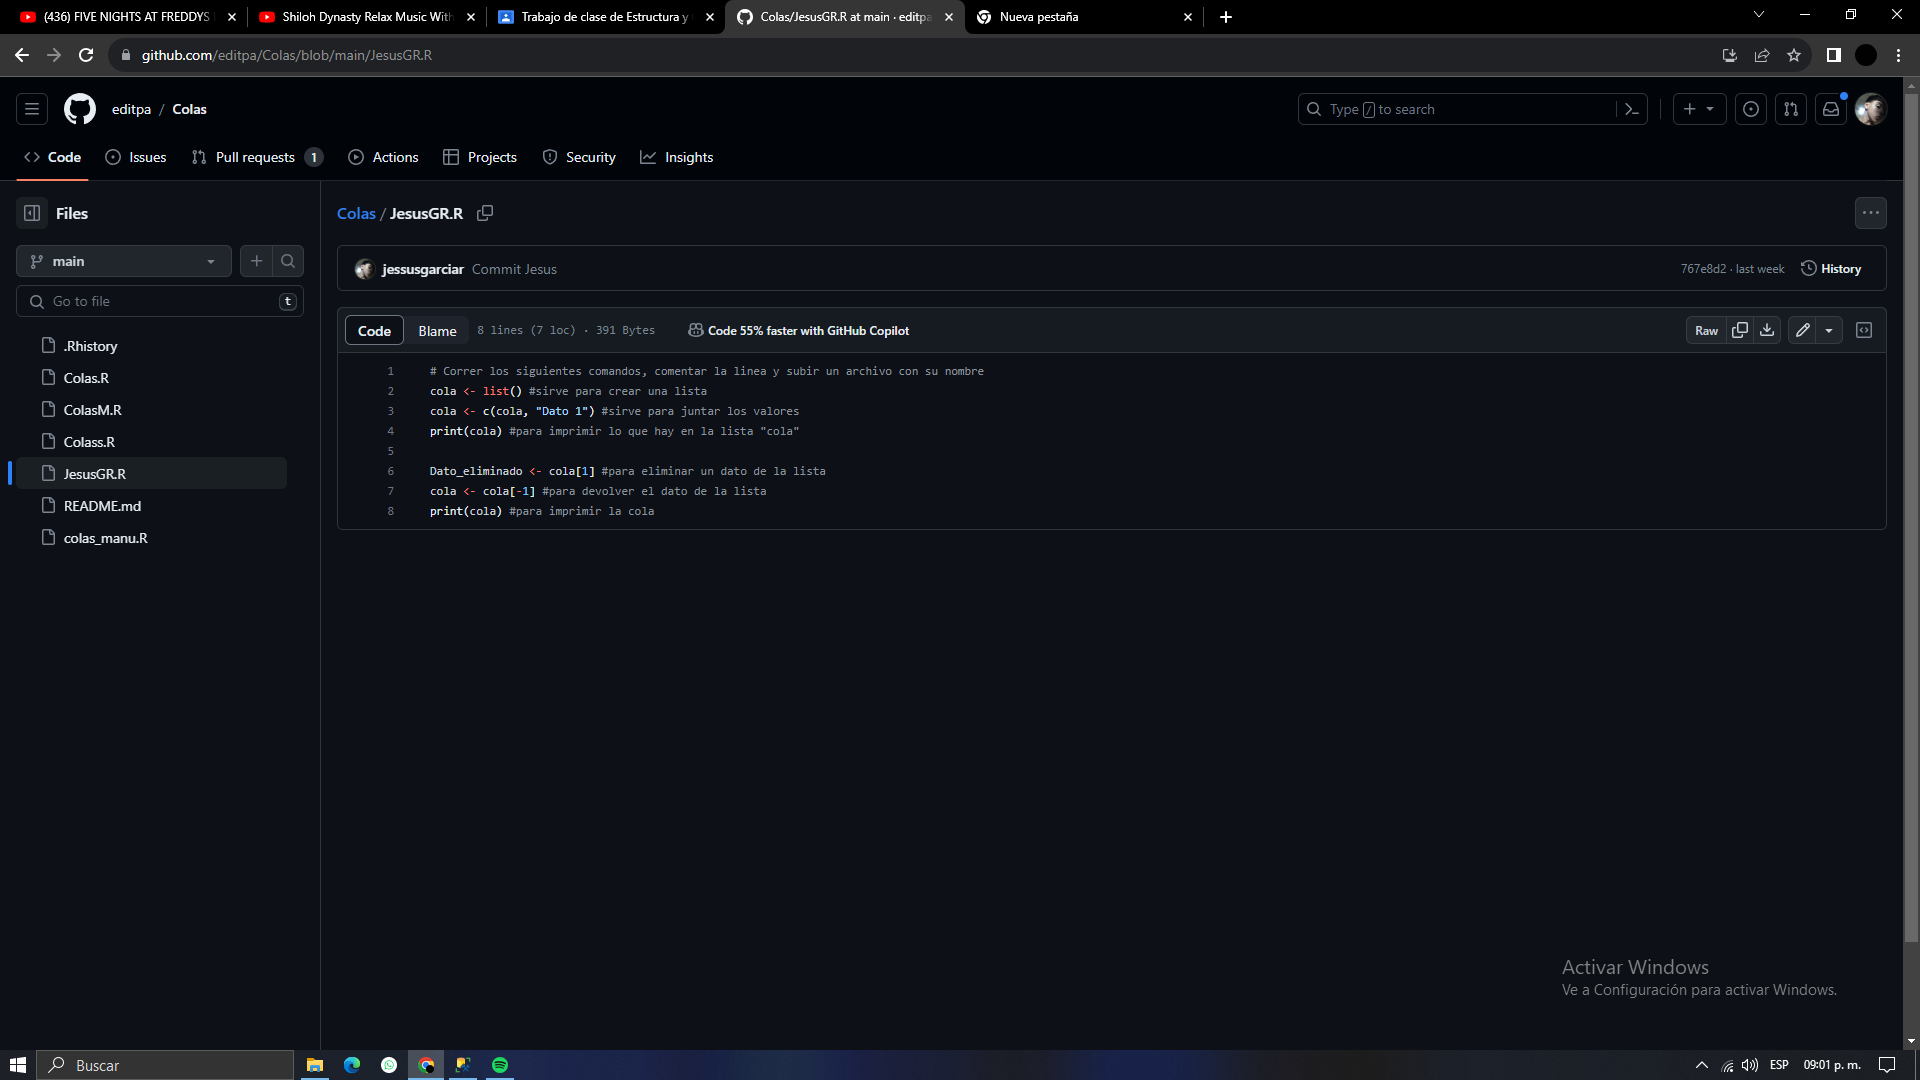 (436) FIVE NIGHTS AT FREDDYS
Shiloh Dynasty Relax Music With
Trabajo de clase de Estructura y
Colas/JesusGR.R at main · editpa
Nueva pestaña
github.com/editpa/Colas/blob/main/JesusGR.R
editpa / Colas
Type / to search
Code
Issues
Pull requests 1
Actions
Projects
Security
Insights
Files
main
Go to file
t
.Rhistory
Colas.R
ColasM.R
Colass.R
JesusGR.R
README.md
colas_manu.R
Colas / JesusGR.R
jessusgarciar Commit Jesus
767e8d2 · last week
History
Code
Blame
8 lines (7 loc) · 391 Bytes
Code 55% faster with GitHub Copilot
Raw
1 # Correr los siguientes comandos, comentar la linea y subir un archivo con su nombre
2 cola <- list() #sirve para crear una lista
3 cola <- c(cola, "Dato 1") #sirve para juntar los valores
4 print(cola) #para imprimir lo que hay en la lista "cola"
5
6 Dato_eliminado <- cola[1] #para eliminar un dato de la lista
7 cola <- cola[-1] #para devolver el dato de la lista
8 print(cola) #para imprimir la cola
Activar Windows
Ve a Configuración para activar Windows.
Buscar
ESP
09:01 p. m.